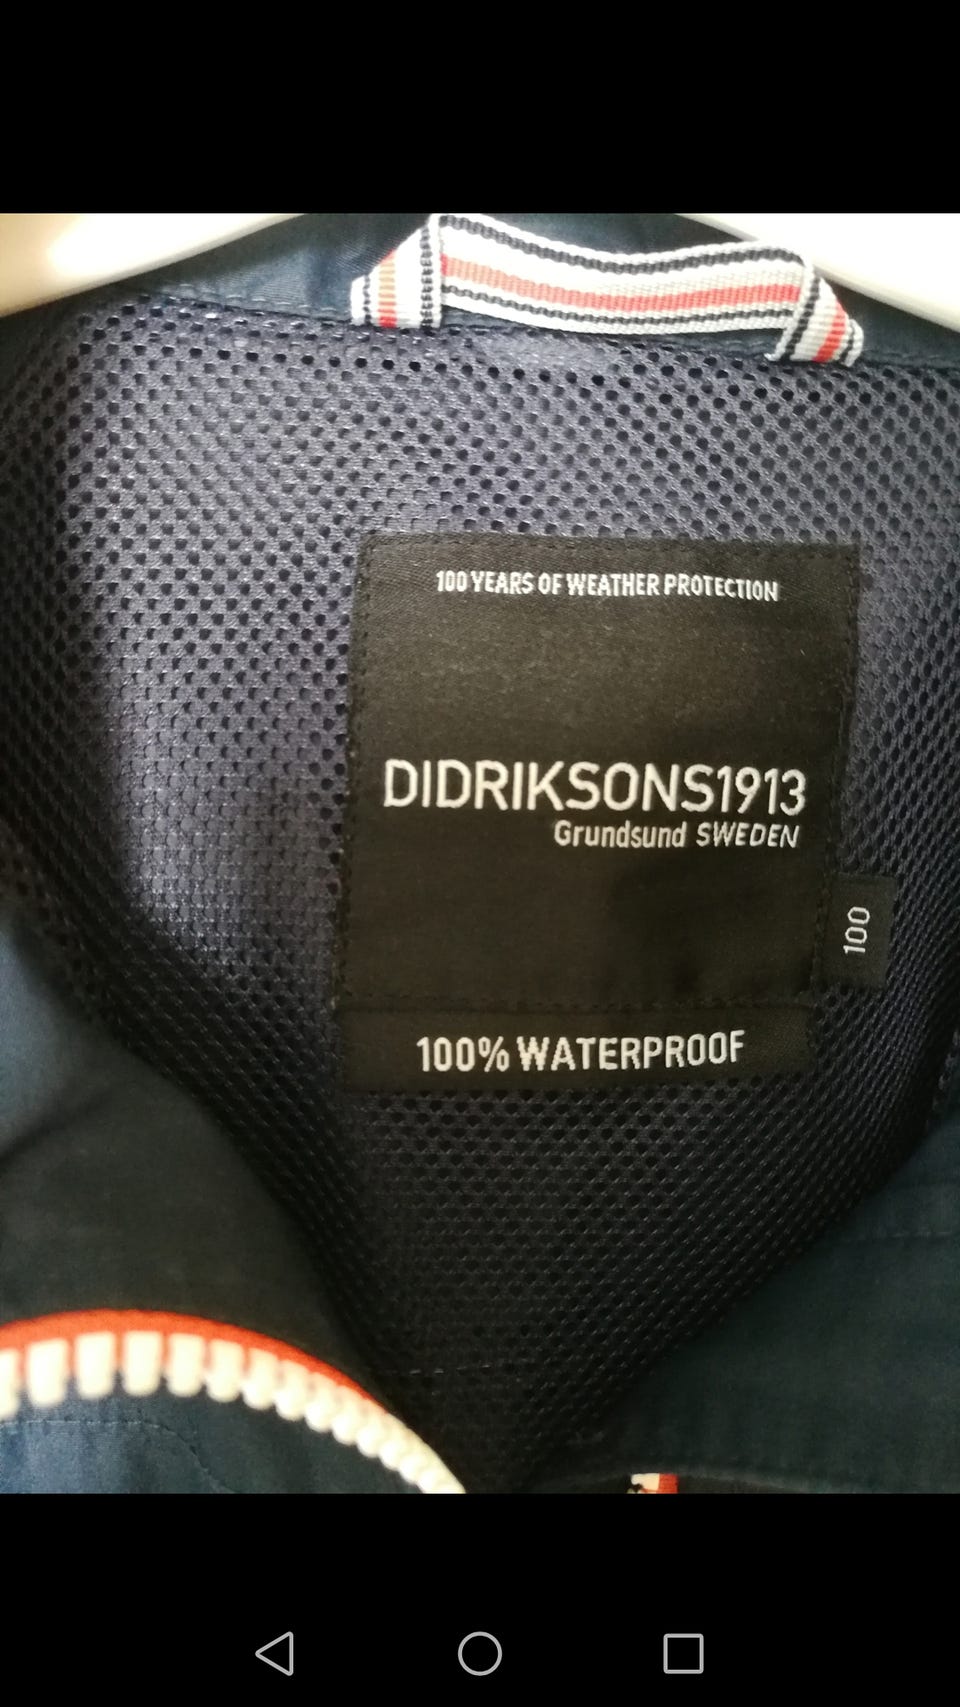 100 YEARS OF WEATHER PROTECTION
DIDRIKSONS1913
Grundsund SWEDEN
100
100% WATERPROOF